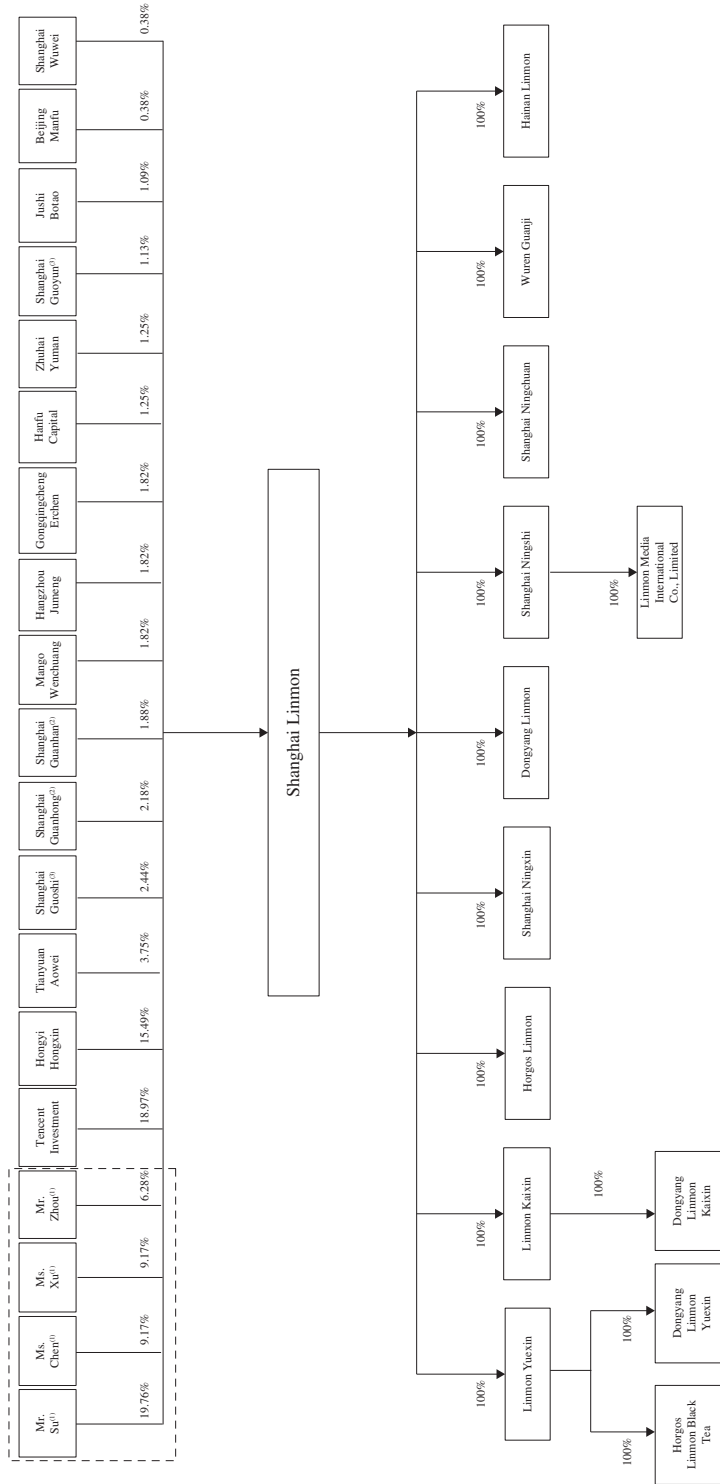 Mr.
Su(1)
Ms.
Chen(1)
Ms.
Xu(1)
Mr.
Zhou(1)
Tencent
Investment
Hongyi
Hongxin
Tianyuan
Aowei
Shanghai
Guoshi(3)
Shanghai
Guanhong(2)
Shanghai
Guanhan(2)
Mango
Wenchuang
Hangzhou
Jumeng
Gongqingcheng
Erchen
Hanfu
Capital
Zhuhai
Yuman
Shanghai
Guoyun(3)
Jushi
Botao
Beijing
Manfu
Shanghai
Wuwei
19.76%
9.17%
9.17%
6.28%
18.97%
15.49%
3.75%
2.44%
2.18%
1.88%
1.82%
1.82%
1.82%
1.25%
1.25%
1.13%
1.09%
0.38%
0.38%
Shanghai Linmon
100%
100%
100%
100%
100%
100%
100%
100%
100%
Linmon Yuexin
Linmon Kaixin
Horgos Linmon
Shanghai Ningxin
Dongyang Linmon
Shanghai Ningshi
Shanghai Ningchuan
Wuren Guanji
Hainan Linmon
100%
100%
100%
100%
Horgos
Linmon Black
Tea
Dongyang
Linmon
Yuexin
Dongyang
Linmon
Kaixin
Linmon Media
International
Co., Limited